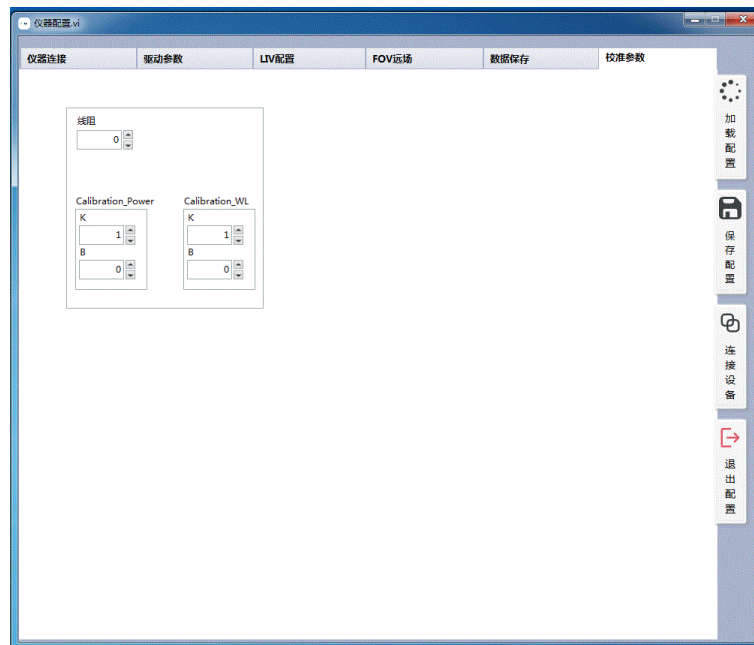 仪器配置.vi
仪器连接 驱动参数 LIV配置 FOV远场 数据保存 校准参数
线阻
0
Calibration_Power Calibration_WL
K K
1 1
B B
0 0
加载配置
保存配置
连接设备
退出配置